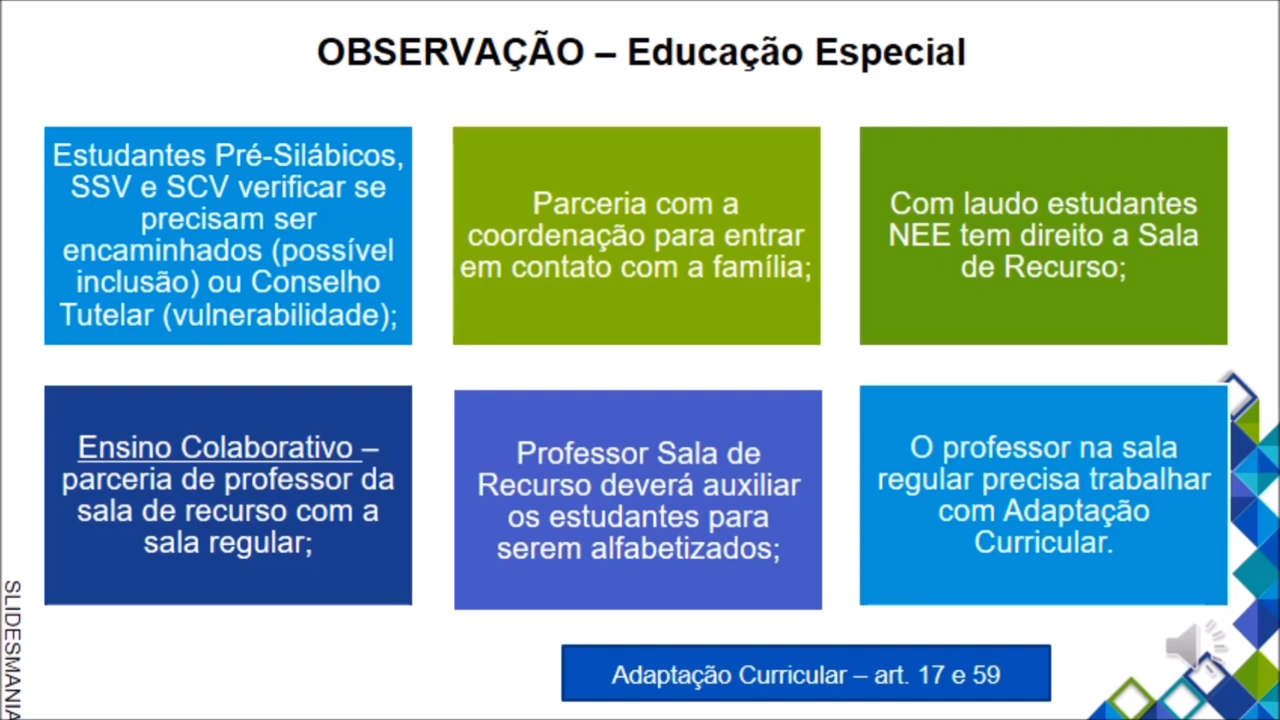 OBSERVAÇÃO – Educação Especial
Estudantes Pré-Silábicos,
SSV e SCV verificar se
precisam ser
encaminhados (possível
inclusão) ou Conselho
Tutelar (vulnerabilidade);
Parceria com a
coordenação para entrar
em contato com a família;
Com laudo estudantes
NEE tem direito a Sala
de Recurso;
Ensino Colaborativo –
parceria de professor da
sala de recurso com a
sala regular;
Professor Sala de
Recurso deverá auxiliar
os estudantes para
serem alfabetizados;
O professor na sala
regular precisa trabalhar
com Adaptação
Curricular.
Adaptação Curricular – art. 17 e 59
SLIDESMANIA